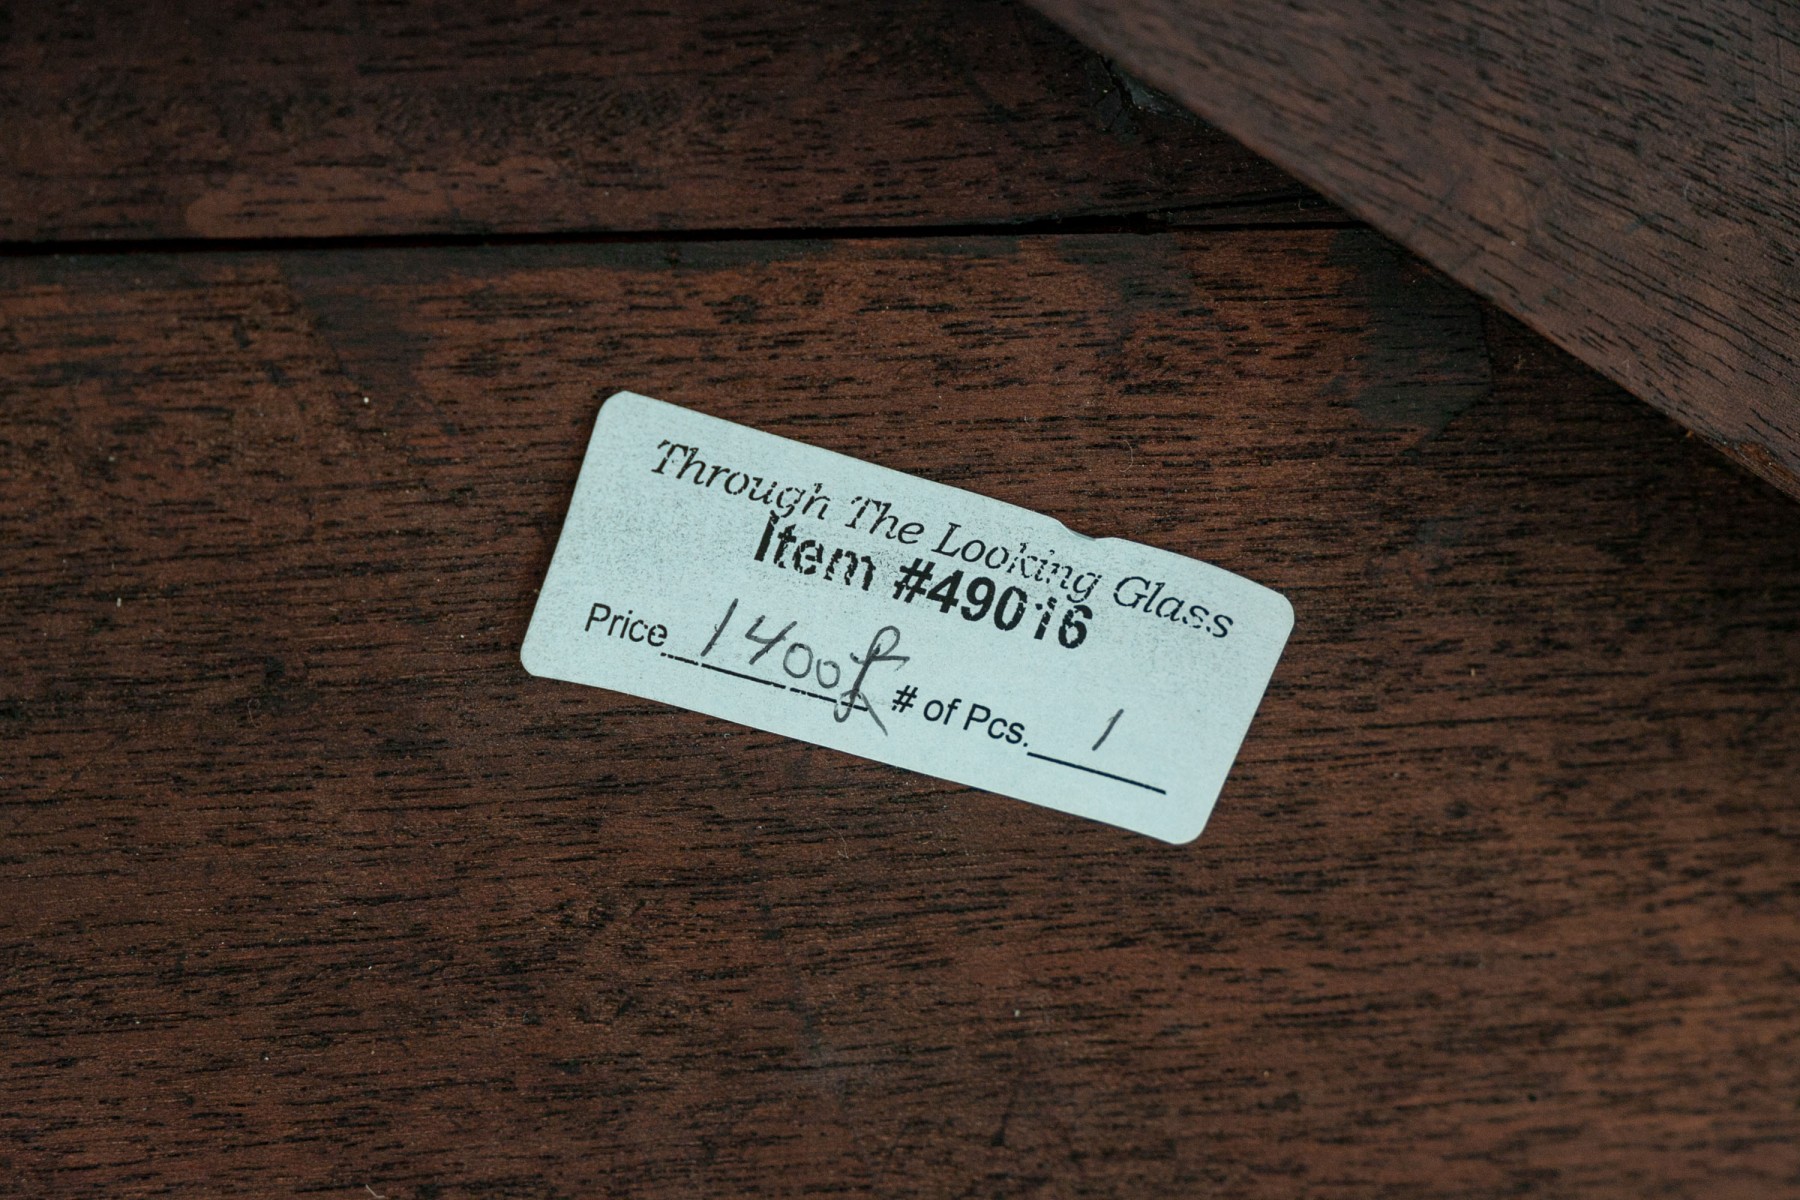 Through The Looking Glass
Item #49016
Price 1400 # of Pcs. 1